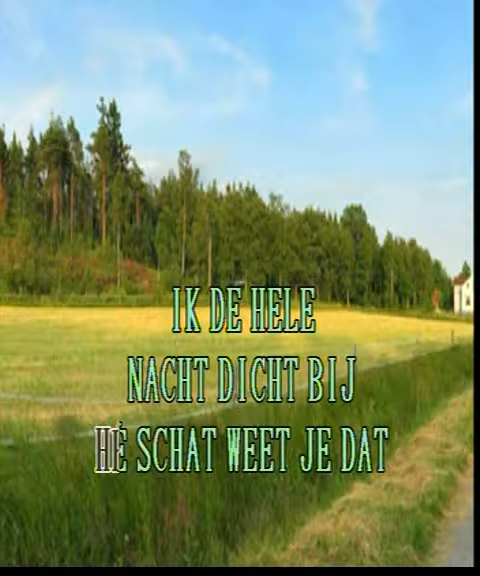 IK DE HELE
NACHT DICHT BIJ
HÉ SCHAT WEET JE DAT